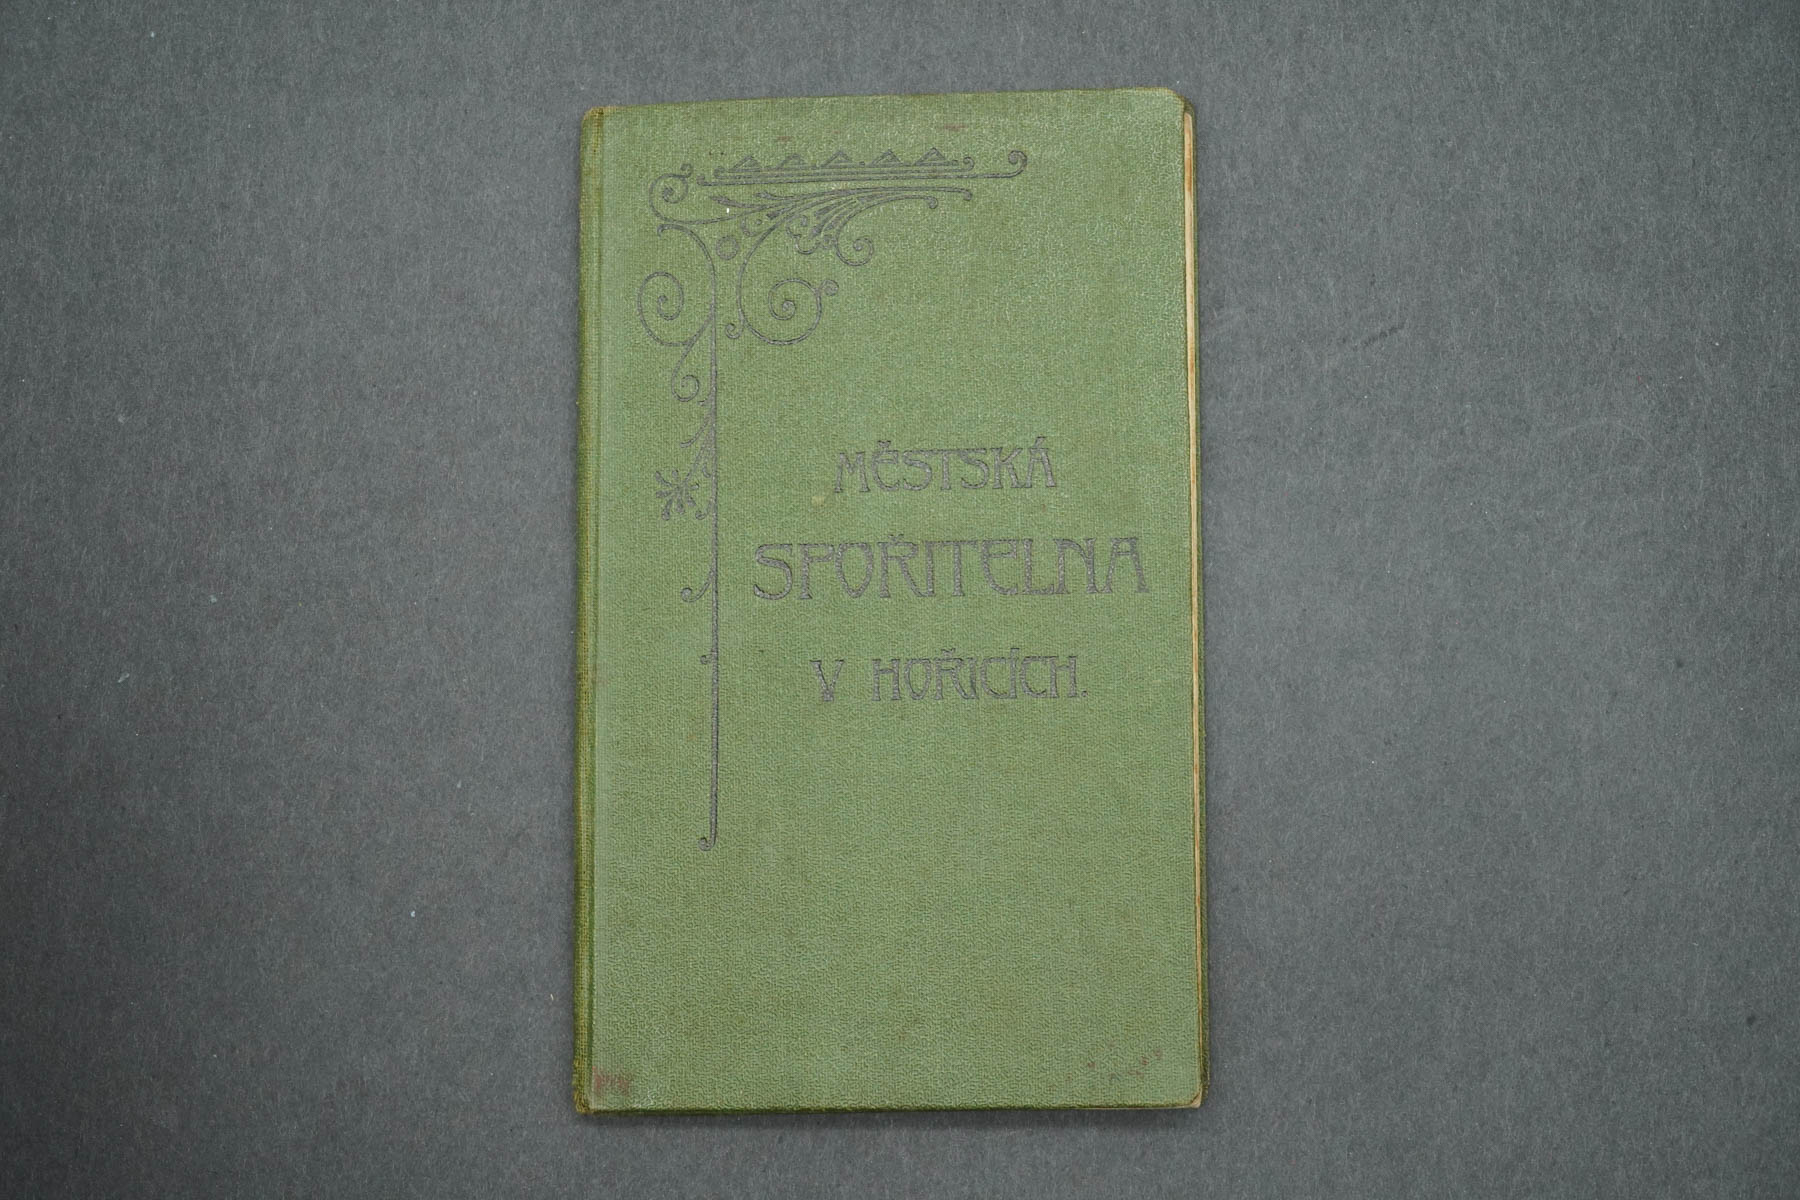 MĚSTSKÁ
SPOŘITELNA
V HOŘICÍCH.